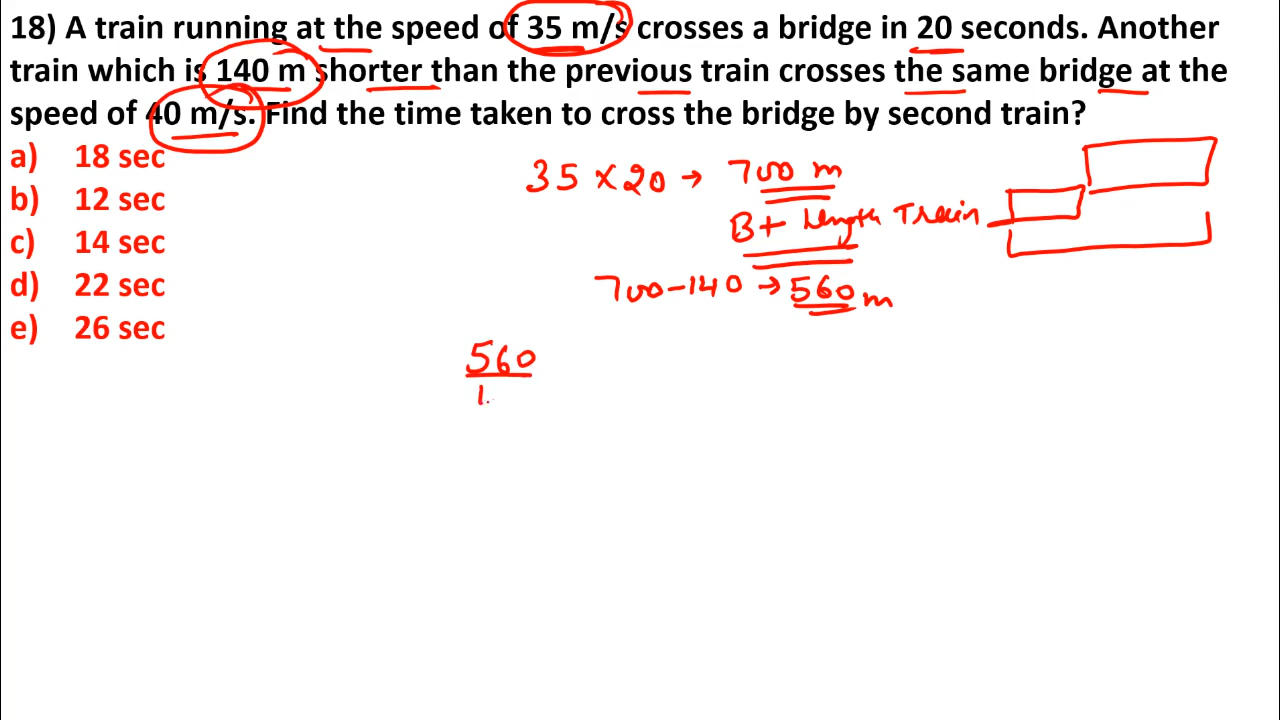 18) A train running at the speed of 35 m/s crosses a bridge in 20 seconds. Another
train which is 140 m shorter than the previous train crosses the same bridge at the
speed of 40 m/s. Find the time taken to cross the bridge by second train?
a) 18 sec
b) 12 sec
c) 14 sec
d) 22 sec
e) 26 sec
35 × 20 → 700 m
B + Length Train
700 - 140 → 560 m
560